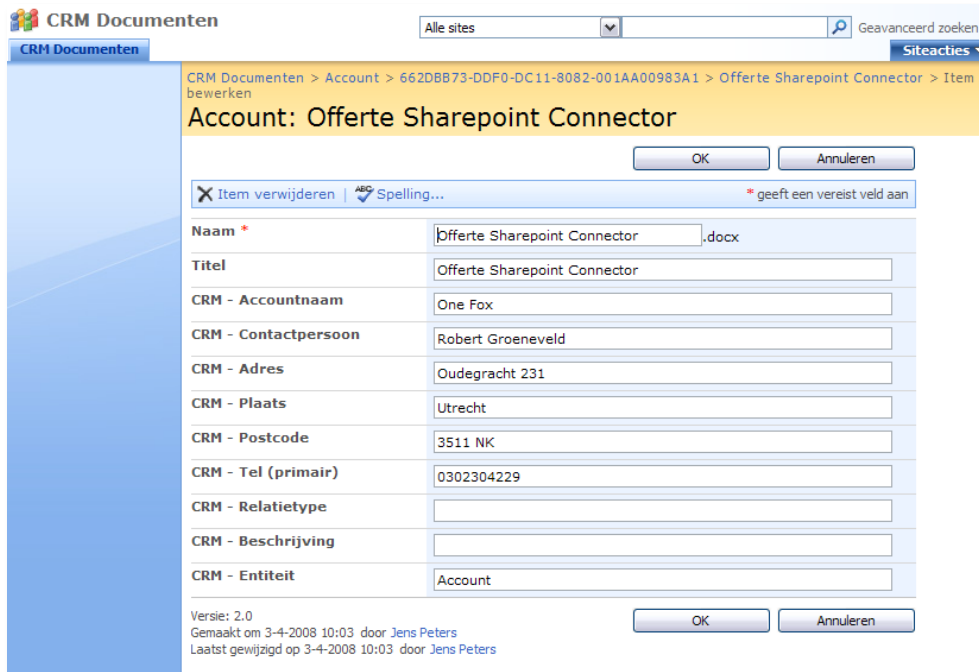 CRM Documenten
Alle sites
Geavanceerd zoeken
CRM Documenten
Siteacties
CRM Documenten > Account > 662DBB73-DDF0-DC11-8082-001AA00983A1 > Offerte Sharepoint Connector > Item
bewerken
Account: Offerte Sharepoint Connector
OK Annuleren
Item verwijderen | ABC Spelling... * geeft een vereist veld aan
Naam * Offerte Sharepoint Connector .docx
Titel Offerte Sharepoint Connector
CRM - Accountnaam One Fox
CRM - Contactpersoon Robert Groeneveld
CRM - Adres Oudegracht 231
CRM - Plaats Utrecht
CRM - Postcode 3511 NK
CRM - Tel (primair) 0302304229
CRM - Relatietype
CRM - Beschrijving
CRM - Entiteit Account
Versie: 2.0
Gemaakt om 3-4-2008 10:03 door Jens Peters
Laatst gewijzigd op 3-4-2008 10:03 door Jens Peters
OK Annuleren